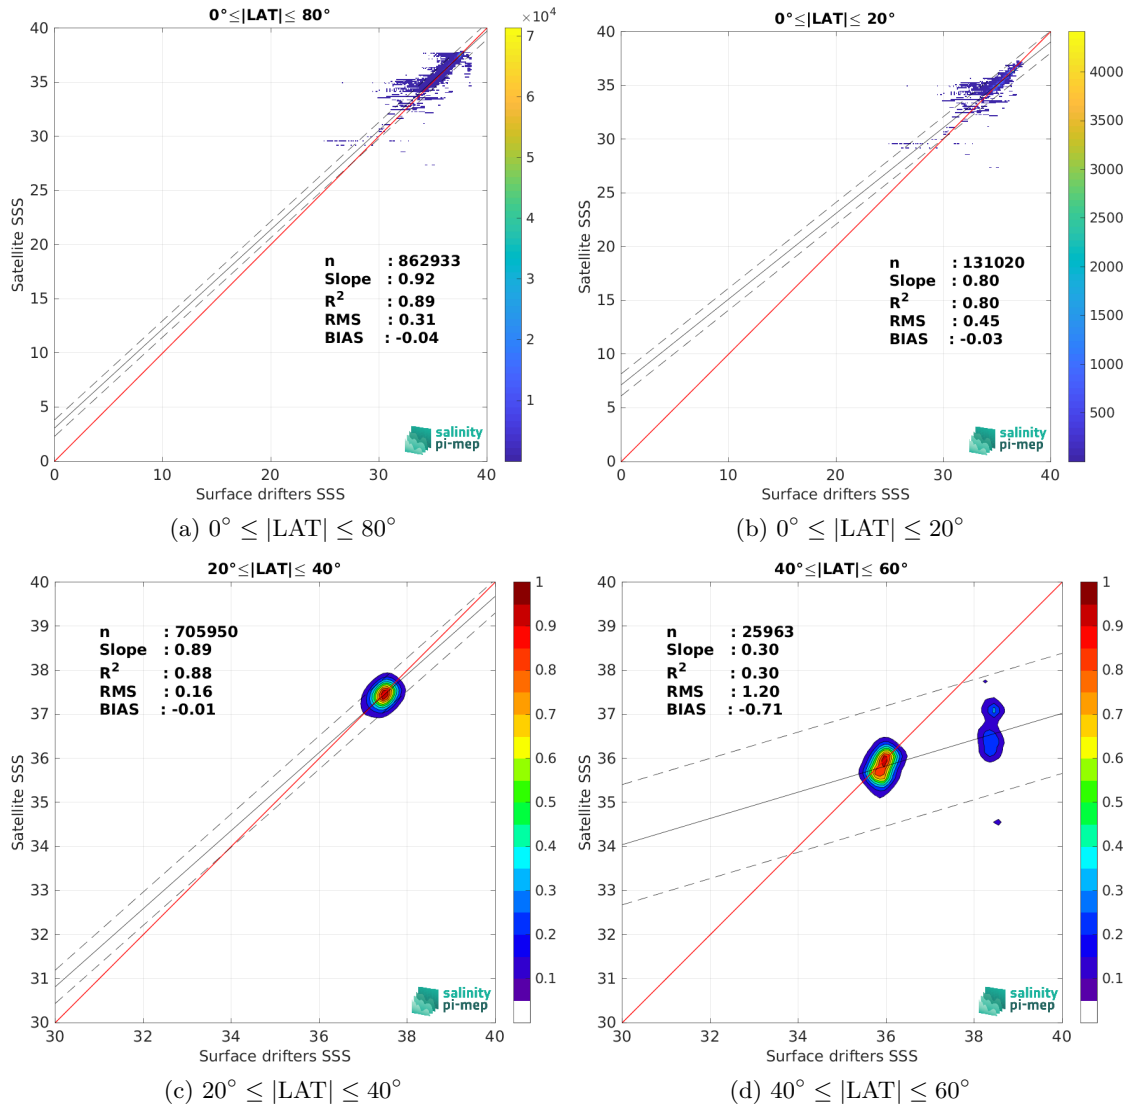 0°≤|LAT|≤ 80°
×10⁴
40
35
30
25
20
15
10
5
0
Satellite SSS
n : 862933
Slope : 0.92
R² : 0.89
RMS : 0.31
BIAS : -0.04
salinity
pi-mep
0 10 20 30 40
Surface drifters SSS
7
6
5
4
3
2
1
(a) 0° ≤ |LAT| ≤ 80°
0°≤|LAT|≤ 20°
40
35
30
25
20
15
10
5
0
Satellite SSS
n : 131020
Slope : 0.80
R² : 0.80
RMS : 0.45
BIAS : -0.03
salinity
pi-mep
0 10 20 30 40
Surface drifters SSS
4000
3500
3000
2500
2000
1500
1000
500
(b) 0° ≤ |LAT| ≤ 20°
20°≤|LAT|≤ 40°
40
39
38
37
36
35
34
33
32
31
30
Satellite SSS
n : 705950
Slope : 0.89
R² : 0.88
RMS : 0.16
BIAS : -0.01
salinity
pi-mep
30 32 34 36 38 40
Surface drifters SSS
1
0.9
0.8
0.7
0.6
0.5
0.4
0.3
0.2
0.1
(c) 20° ≤ |LAT| ≤ 40°
40°≤|LAT|≤ 60°
40
39
38
37
36
35
34
33
32
31
30
Satellite SSS
n : 25963
Slope : 0.30
R² : 0.30
RMS : 1.20
BIAS : -0.71
salinity
pi-mep
30 32 34 36 38 40
Surface drifters SSS
1
0.9
0.8
0.7
0.6
0.5
0.4
0.3
0.2
0.1
(d) 40° ≤ |LAT| ≤ 60°